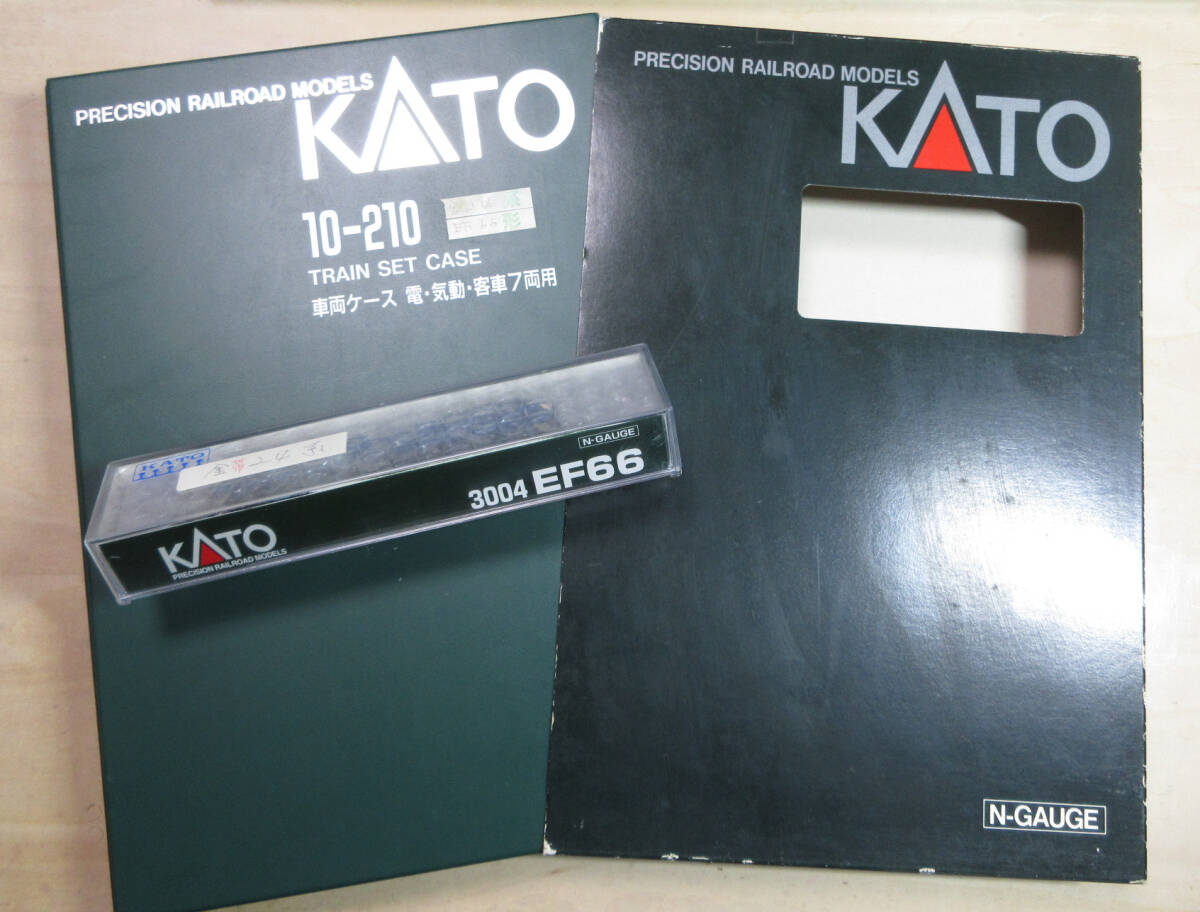 PRECISION RAILROAD MODELS
KATO
10-210
TRAIN SET CASE
車両ケース 電・気動・客車7両用
PRECISION RAILROAD MODELS
KATO
N-GAUGE
KATO
N-GAUGE
3004 EF66
KATO
PRECISION RAILROAD MODELS